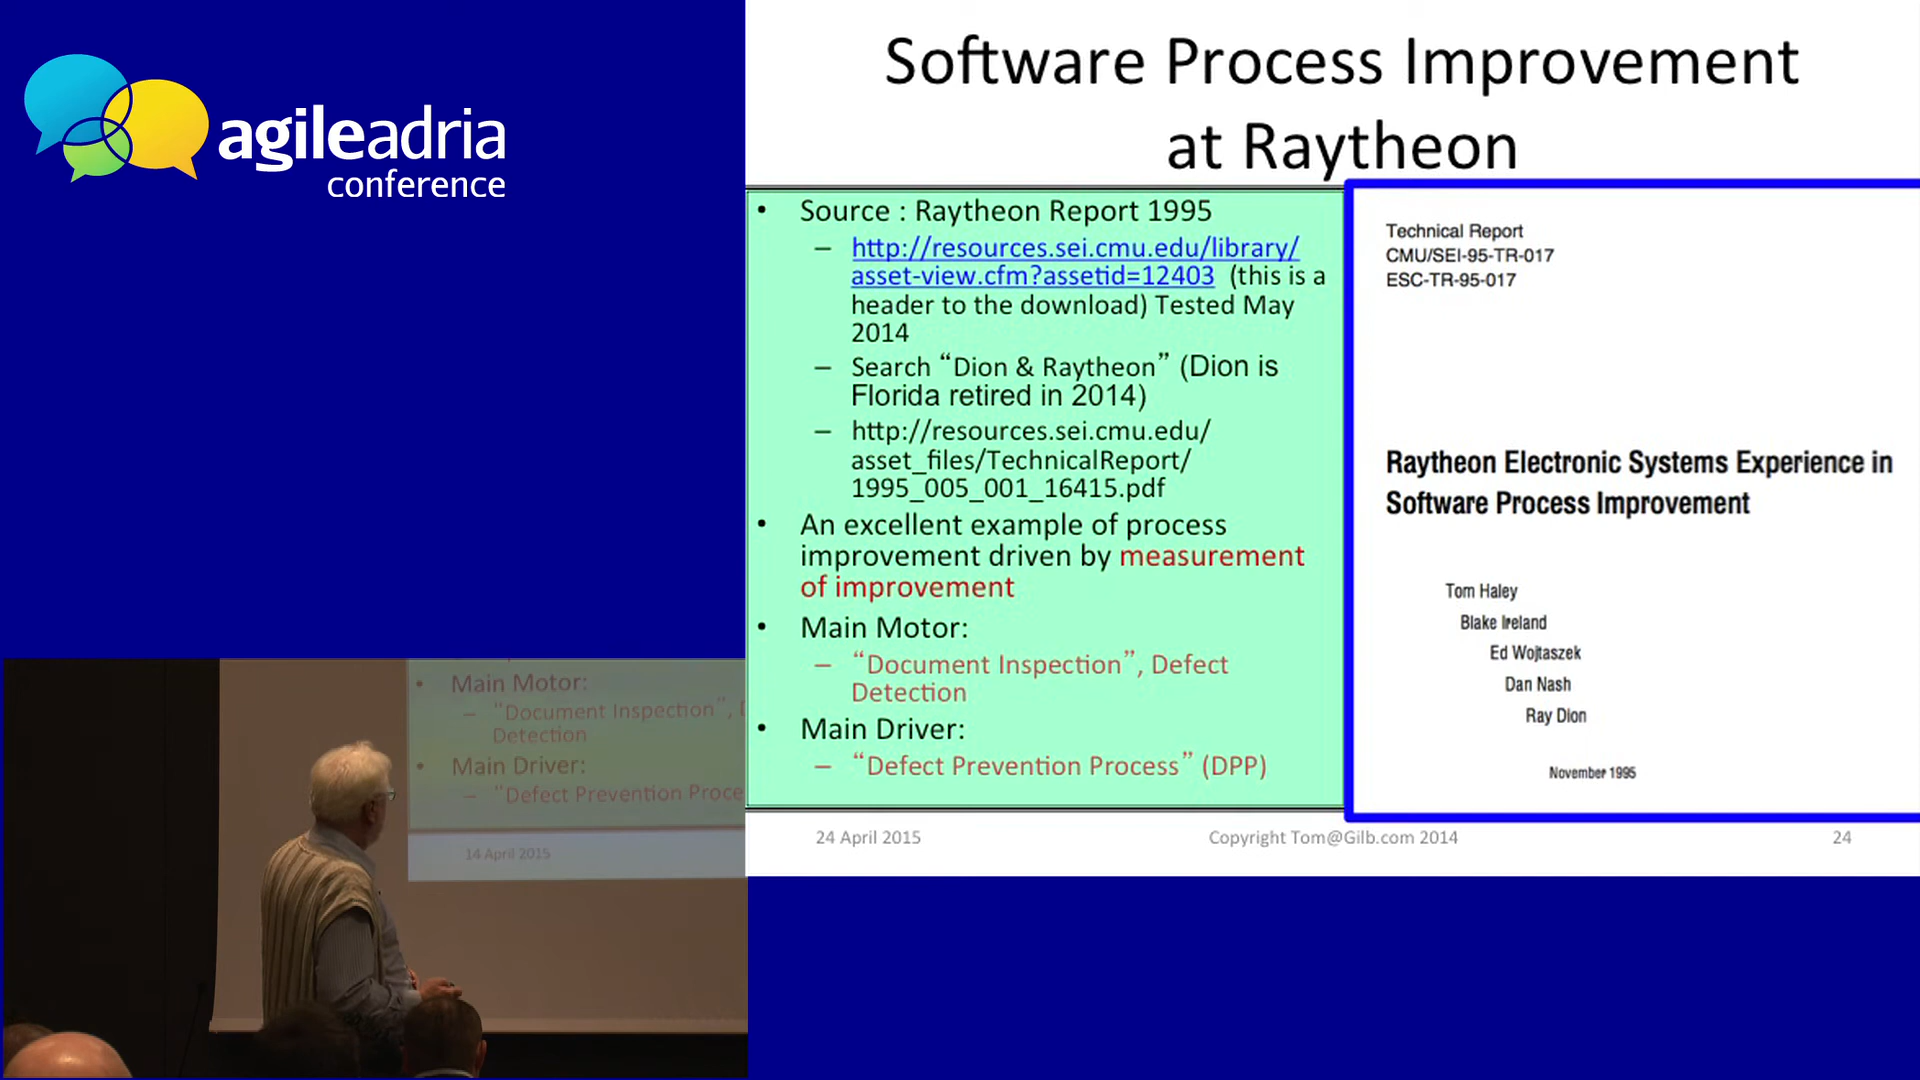 agileadria
conference
Software Process Improvement
at Raytheon
• Source : Raytheon Report 1995
– http://resources.sei.cmu.edu/library/
asset-view.cfm?assetid=12403 (this is a
header to the download) Tested May
2014
– Search “Dion & Raytheon” (Dion is
Florida retired in 2014)
– http://resources.sei.cmu.edu/
asset_files/TechnicalReport/
1995_005_001_16415.pdf
• An excellent example of process
improvement driven by measurement
of improvement
• Main Motor:
– “Document Inspection”, Defect
Detection
• Main Driver:
– “Defect Prevention Process” (DPP)
Technical Report
CMU/SEI-95-TR-017
ESC-TR-95-017
Raytheon Electronic Systems Experience in
Software Process Improvement
Tom Haley
Blake Ireland
Ed Wojtaszek
Dan Nash
Ray Dion
November 1995
24 April 2015
Copyright Tom@Gilb.com 2014
24
• Main Motor:
– “Document Inspection”,
Detection
• Main Driver:
– “Defect Prevention Proce
14 April 2015